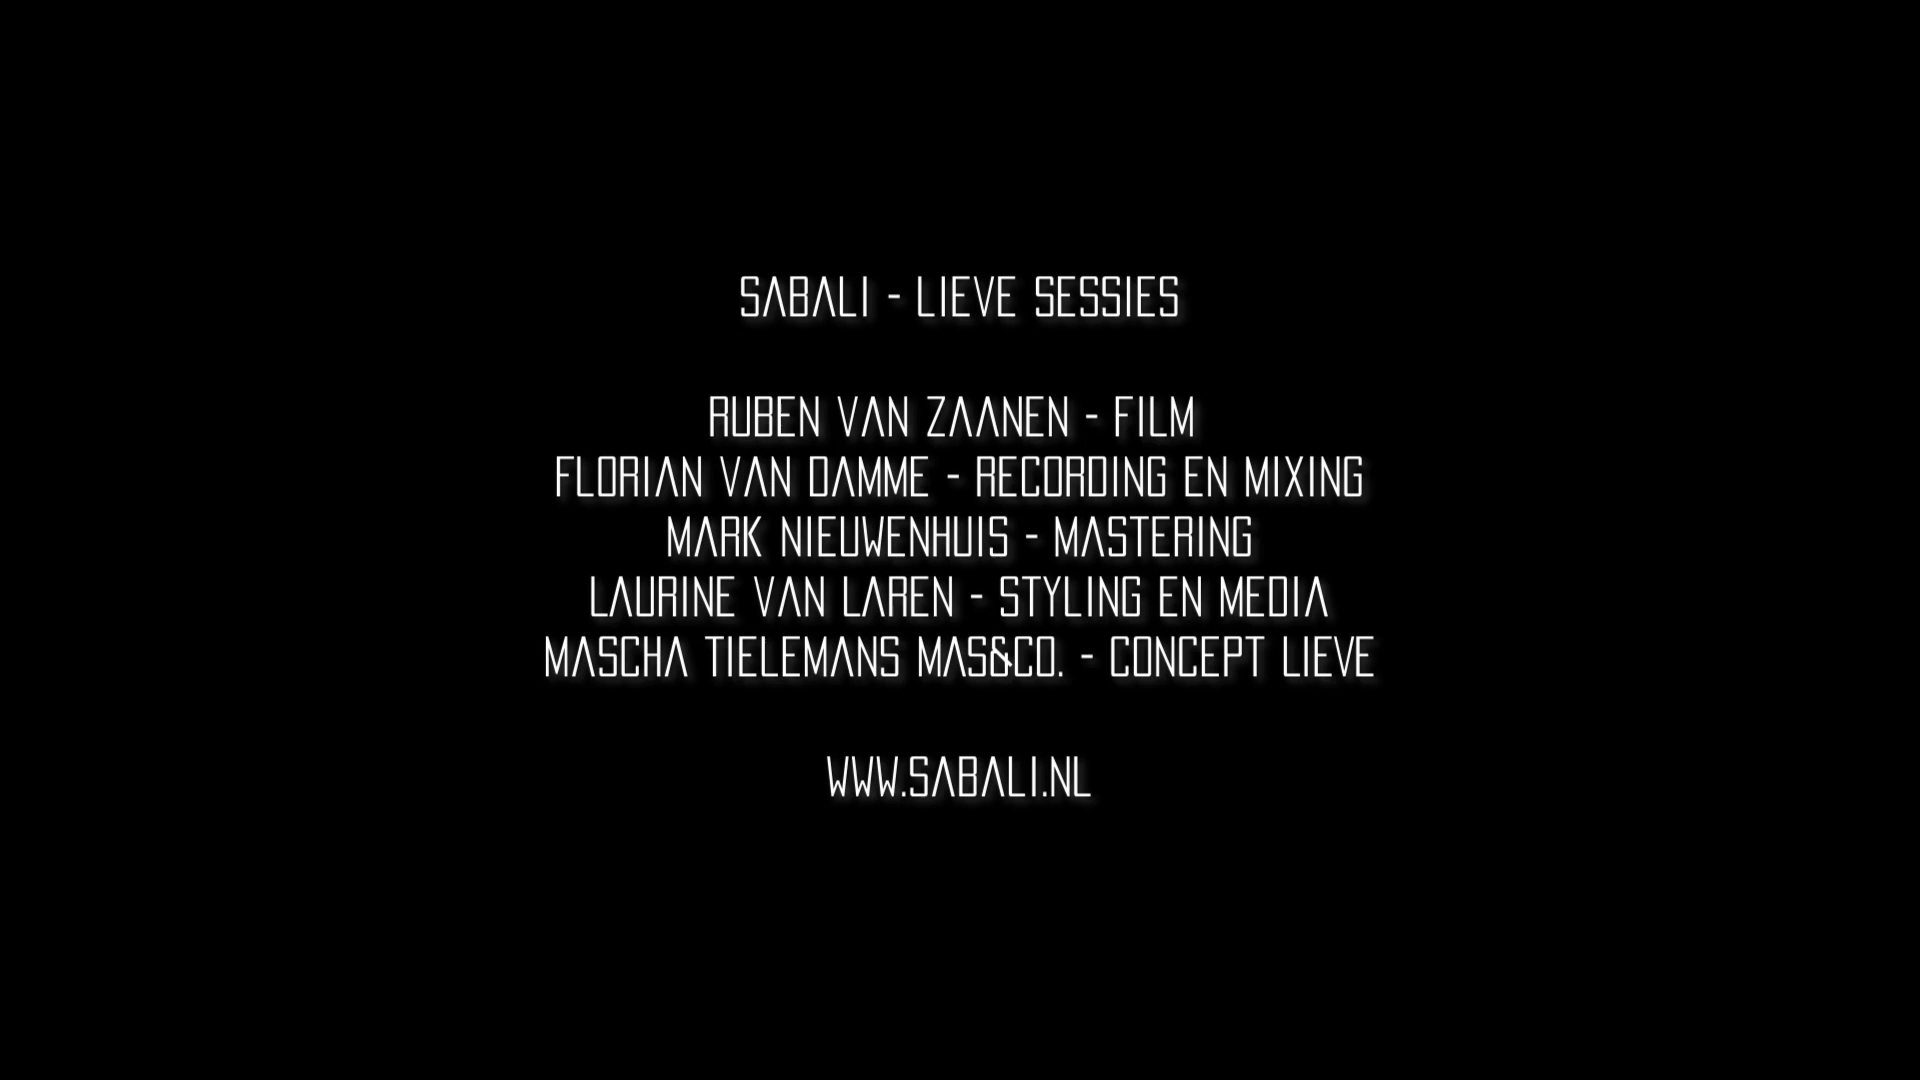 SABALI - LIEVE SESSIES
RUBEN VAN ZAANEN - FILM
FLORIAN VAN DAMME - RECORDING EN MIXING
MARK NIEUWENHUIS - MASTERING
LAURINE VAN LAREN - STYLING EN MEDIA
MASCHA TIELEMANS MAS&CO. - CONCEPT LIEVE
WWW.SABALI.NL